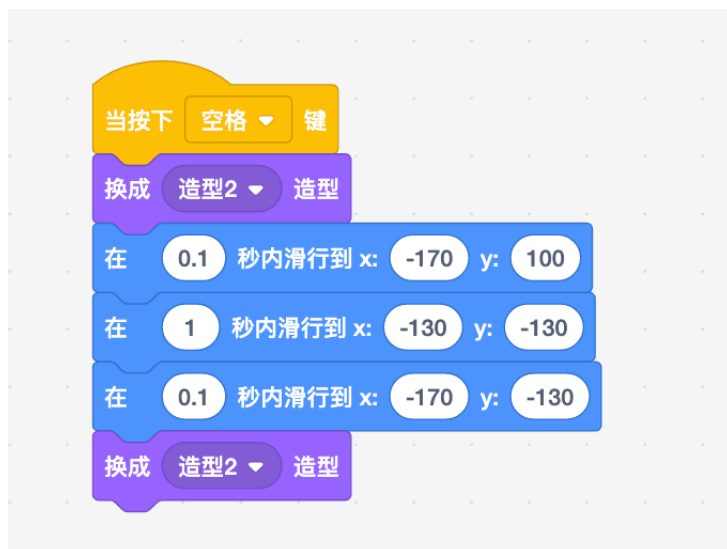 当按下 空格 键
换成 造型2 造型
在 0.1 秒内滑行到 x: -170 y: 100
在 1 秒内滑行到 x: -130 y: -130
在 0.1 秒内滑行到 x: -170 y: -130
换成 造型2 造型